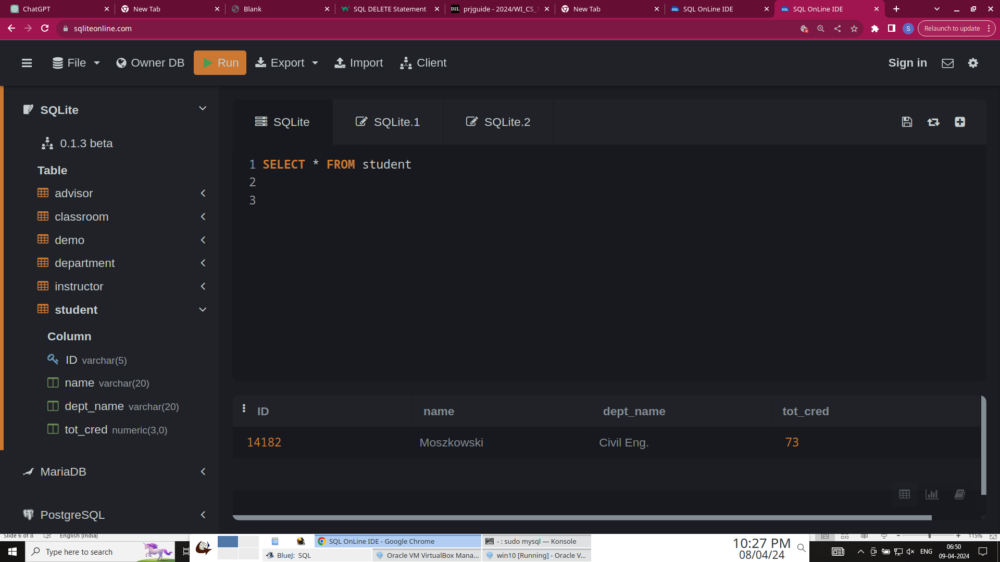 ChatGPT
New Tab
Blank
SQL DELETE Statement
D2L prjguide - 2024/WI_CS_
New Tab
SQL OnLine IDE
SQL OnLine IDE
sqliteonline.com
S
Relaunch to update
File
Owner DB
Run
Export
Import
Client
Sign in
SQLite
0.1.3 beta
Table
advisor
classroom
demo
department
instructor
student
Column
ID varchar(5)
name varchar(20)
dept_name varchar(20)
tot_cred numeric(3,0)
MariaDB
PostgreSQL
SQLite
SQLite.1
SQLite.2
1 SELECT * FROM student
2
3
ID name dept_name tot_cred
14182 Moszkowski Civil Eng. 73
Slide 6 of 8
English (India)
115%
Type here to search
SQL OnLine IDE - Google Chrome
- : sudo mysql — Konsole
BlueJ: SQL
Oracle VM VirtualBox Mana...
win10 [Running] - Oracle V...
10:27 PM
08/04/24
ENG
06:50
09-04-2024